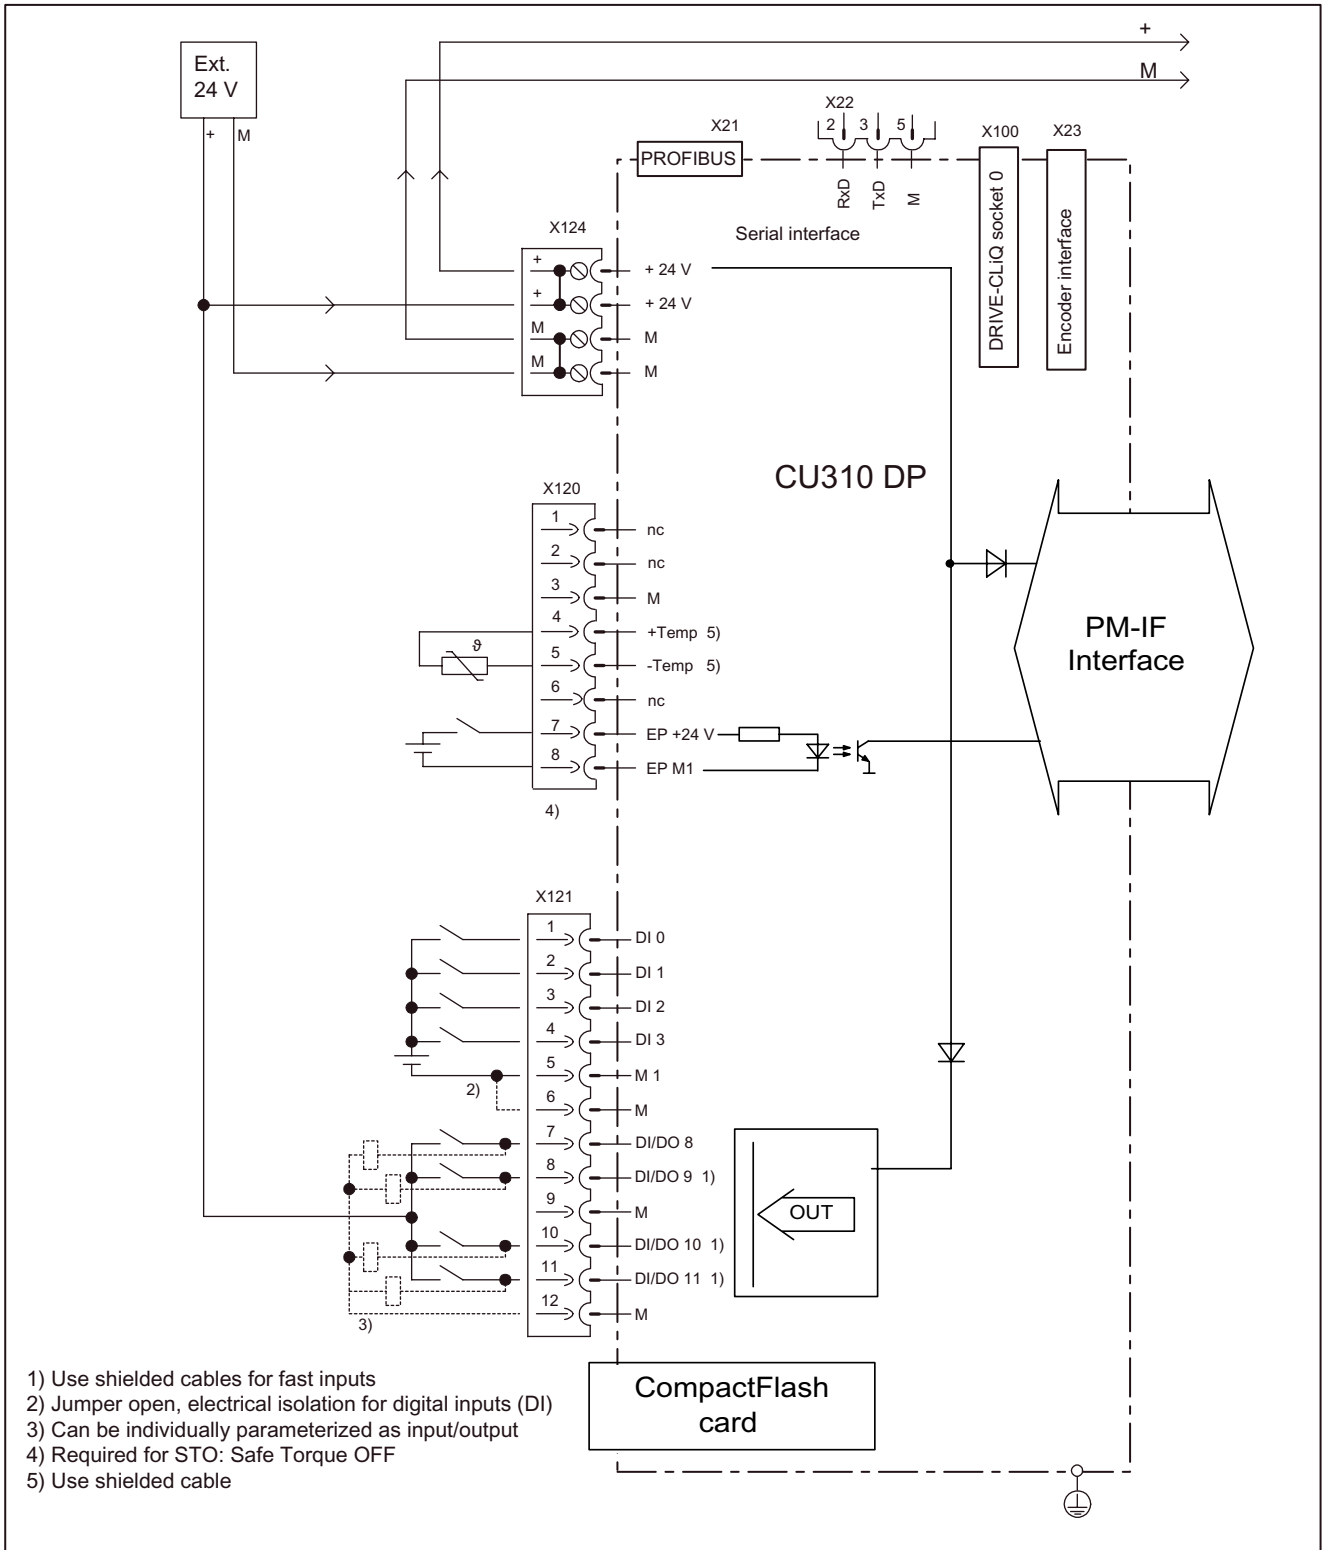 +
M
Ext.
24 V
+ M
X22
2 3 5
X21
PROFIBUS
X100
X23
RxD
TxD
M
DRIVE-CLiQ socket 0
Encoder interface
Serial interface
X124
+ + 24 V
+ + 24 V
M M
M M
CU310 DP
X120
1 nc
2 nc
3 M
4 +Temp 5)
ϑ
5 -Temp 5)
6 nc
7 EP +24 V
8 EP M1
4)
PM-IF
Interface
X121
1 DI 0
2 DI 1
3 DI 2
4 DI 3
5 M 1
2)
6 M
7 DI/DO 8
8 DI/DO 9 1)
9 M
10 DI/DO 10 1)
11 DI/DO 11 1)
12 M
3)
OUT
CompactFlash
card
1) Use shielded cables for fast inputs
2) Jumper open, electrical isolation for digital inputs (DI)
3) Can be individually parameterized as input/output
4) Required for STO: Safe Torque OFF
5) Use shielded cable